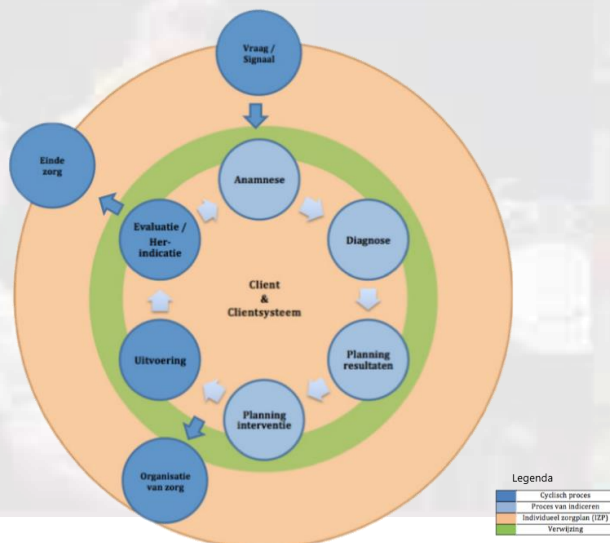 Vraag /
Signaal
Einde
zorg
Anamnese
Evaluatie /
Her-
indicatie
Diagnose
Client
&
Clientsysteem
Uitvoering
Planning
resultaten
Planning
interventie
Organisatie
van zorg
Legenda
Cyclisch proces
Proces van indiceren
Individueel zorgplan (IZP)
Verwijzing